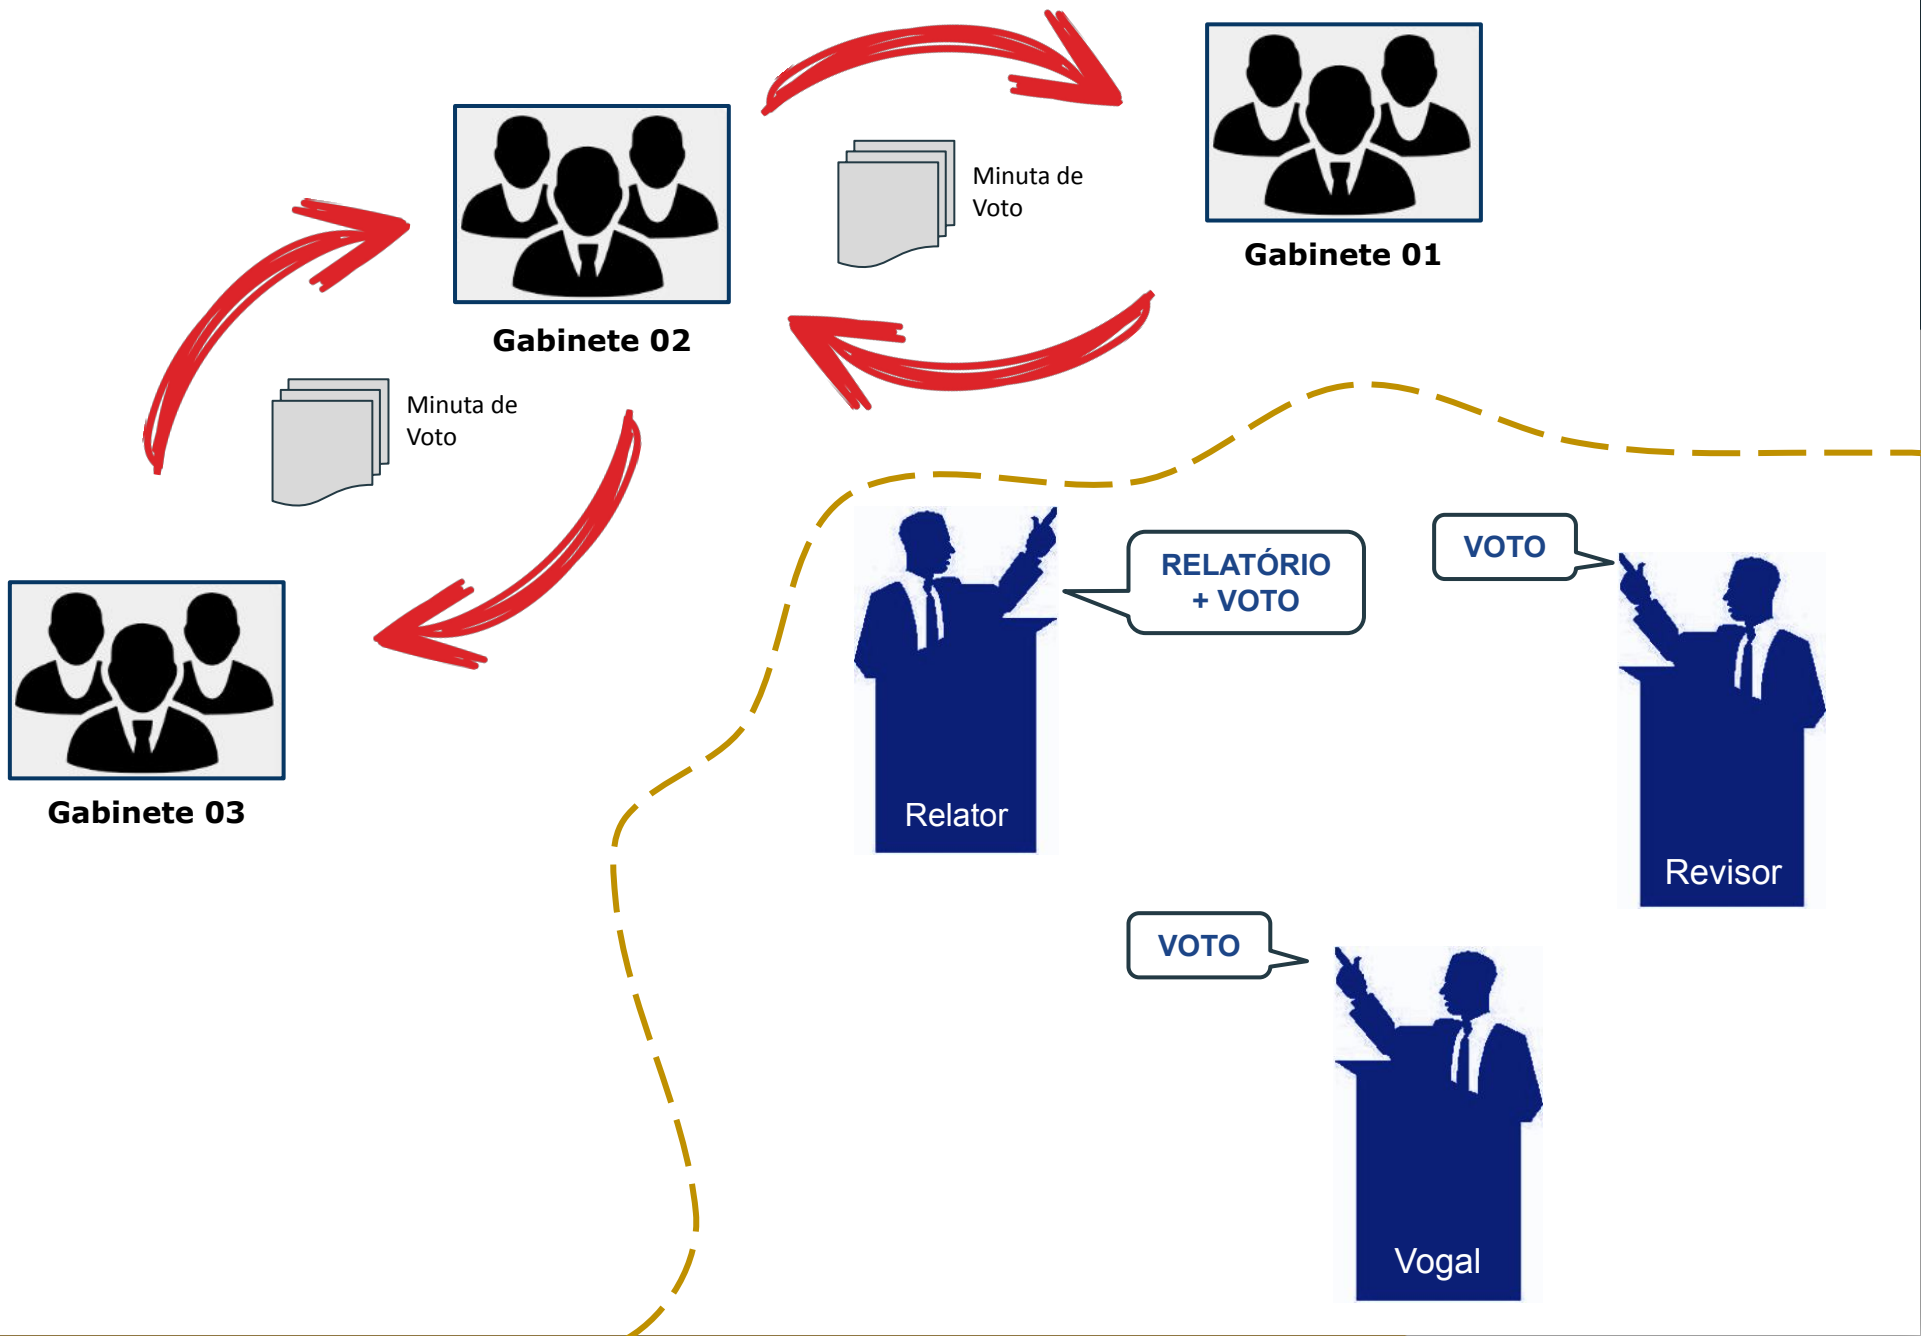 Minuta de
Voto
Gabinete 01
Gabinete 02
Minuta de
Voto
Gabinete 03
RELATÓRIO
+ VOTO
VOTO
Relator
Revisor
VOTO
Vogal